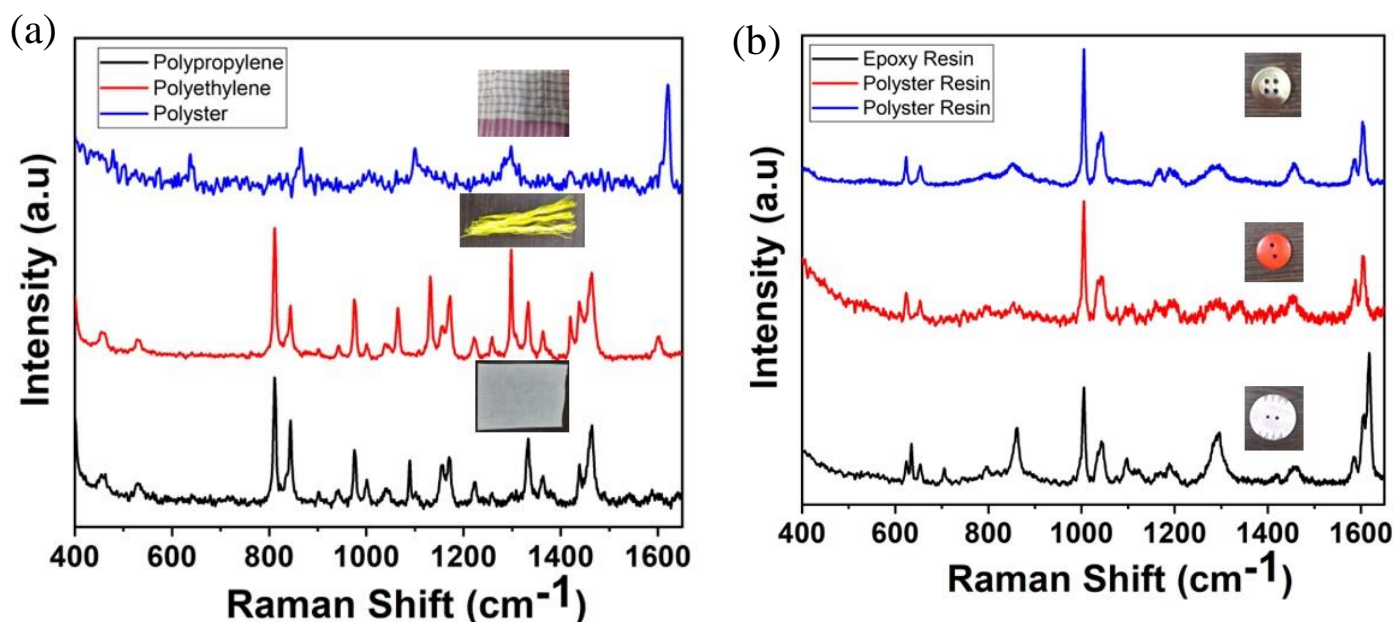 (a)
Polypropylene
Polyethylene
Polyster
Intensity (a.u)
400 600 800 1000 1200 1400 1600
Raman Shift (cm-1)
(b)
Epoxy Resin
Polyster Resin
Polyster Resin
Intensity (a.u)
400 600 800 1000 1200 1400 1600
Raman Shift (cm-1)